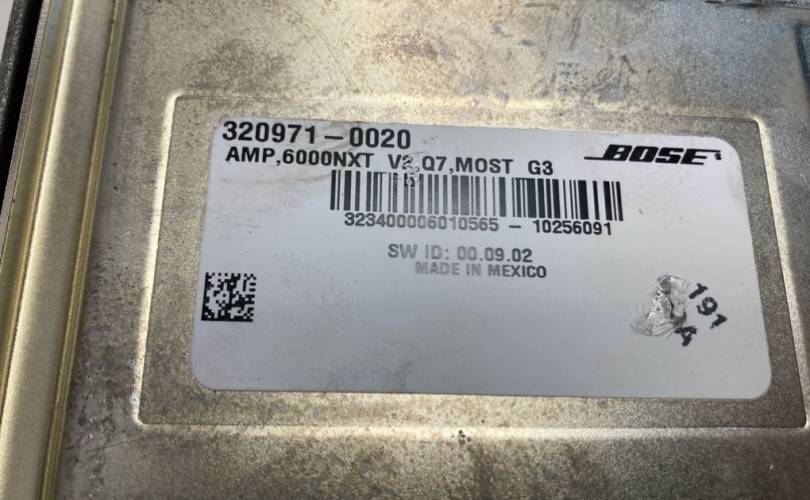 320971-0020
AMP,6000NXT V2,Q7,MOST G3
BOSE
323400006010565 - 10256091
SW ID: 00.09.02
MADE IN MEXICO
191
A